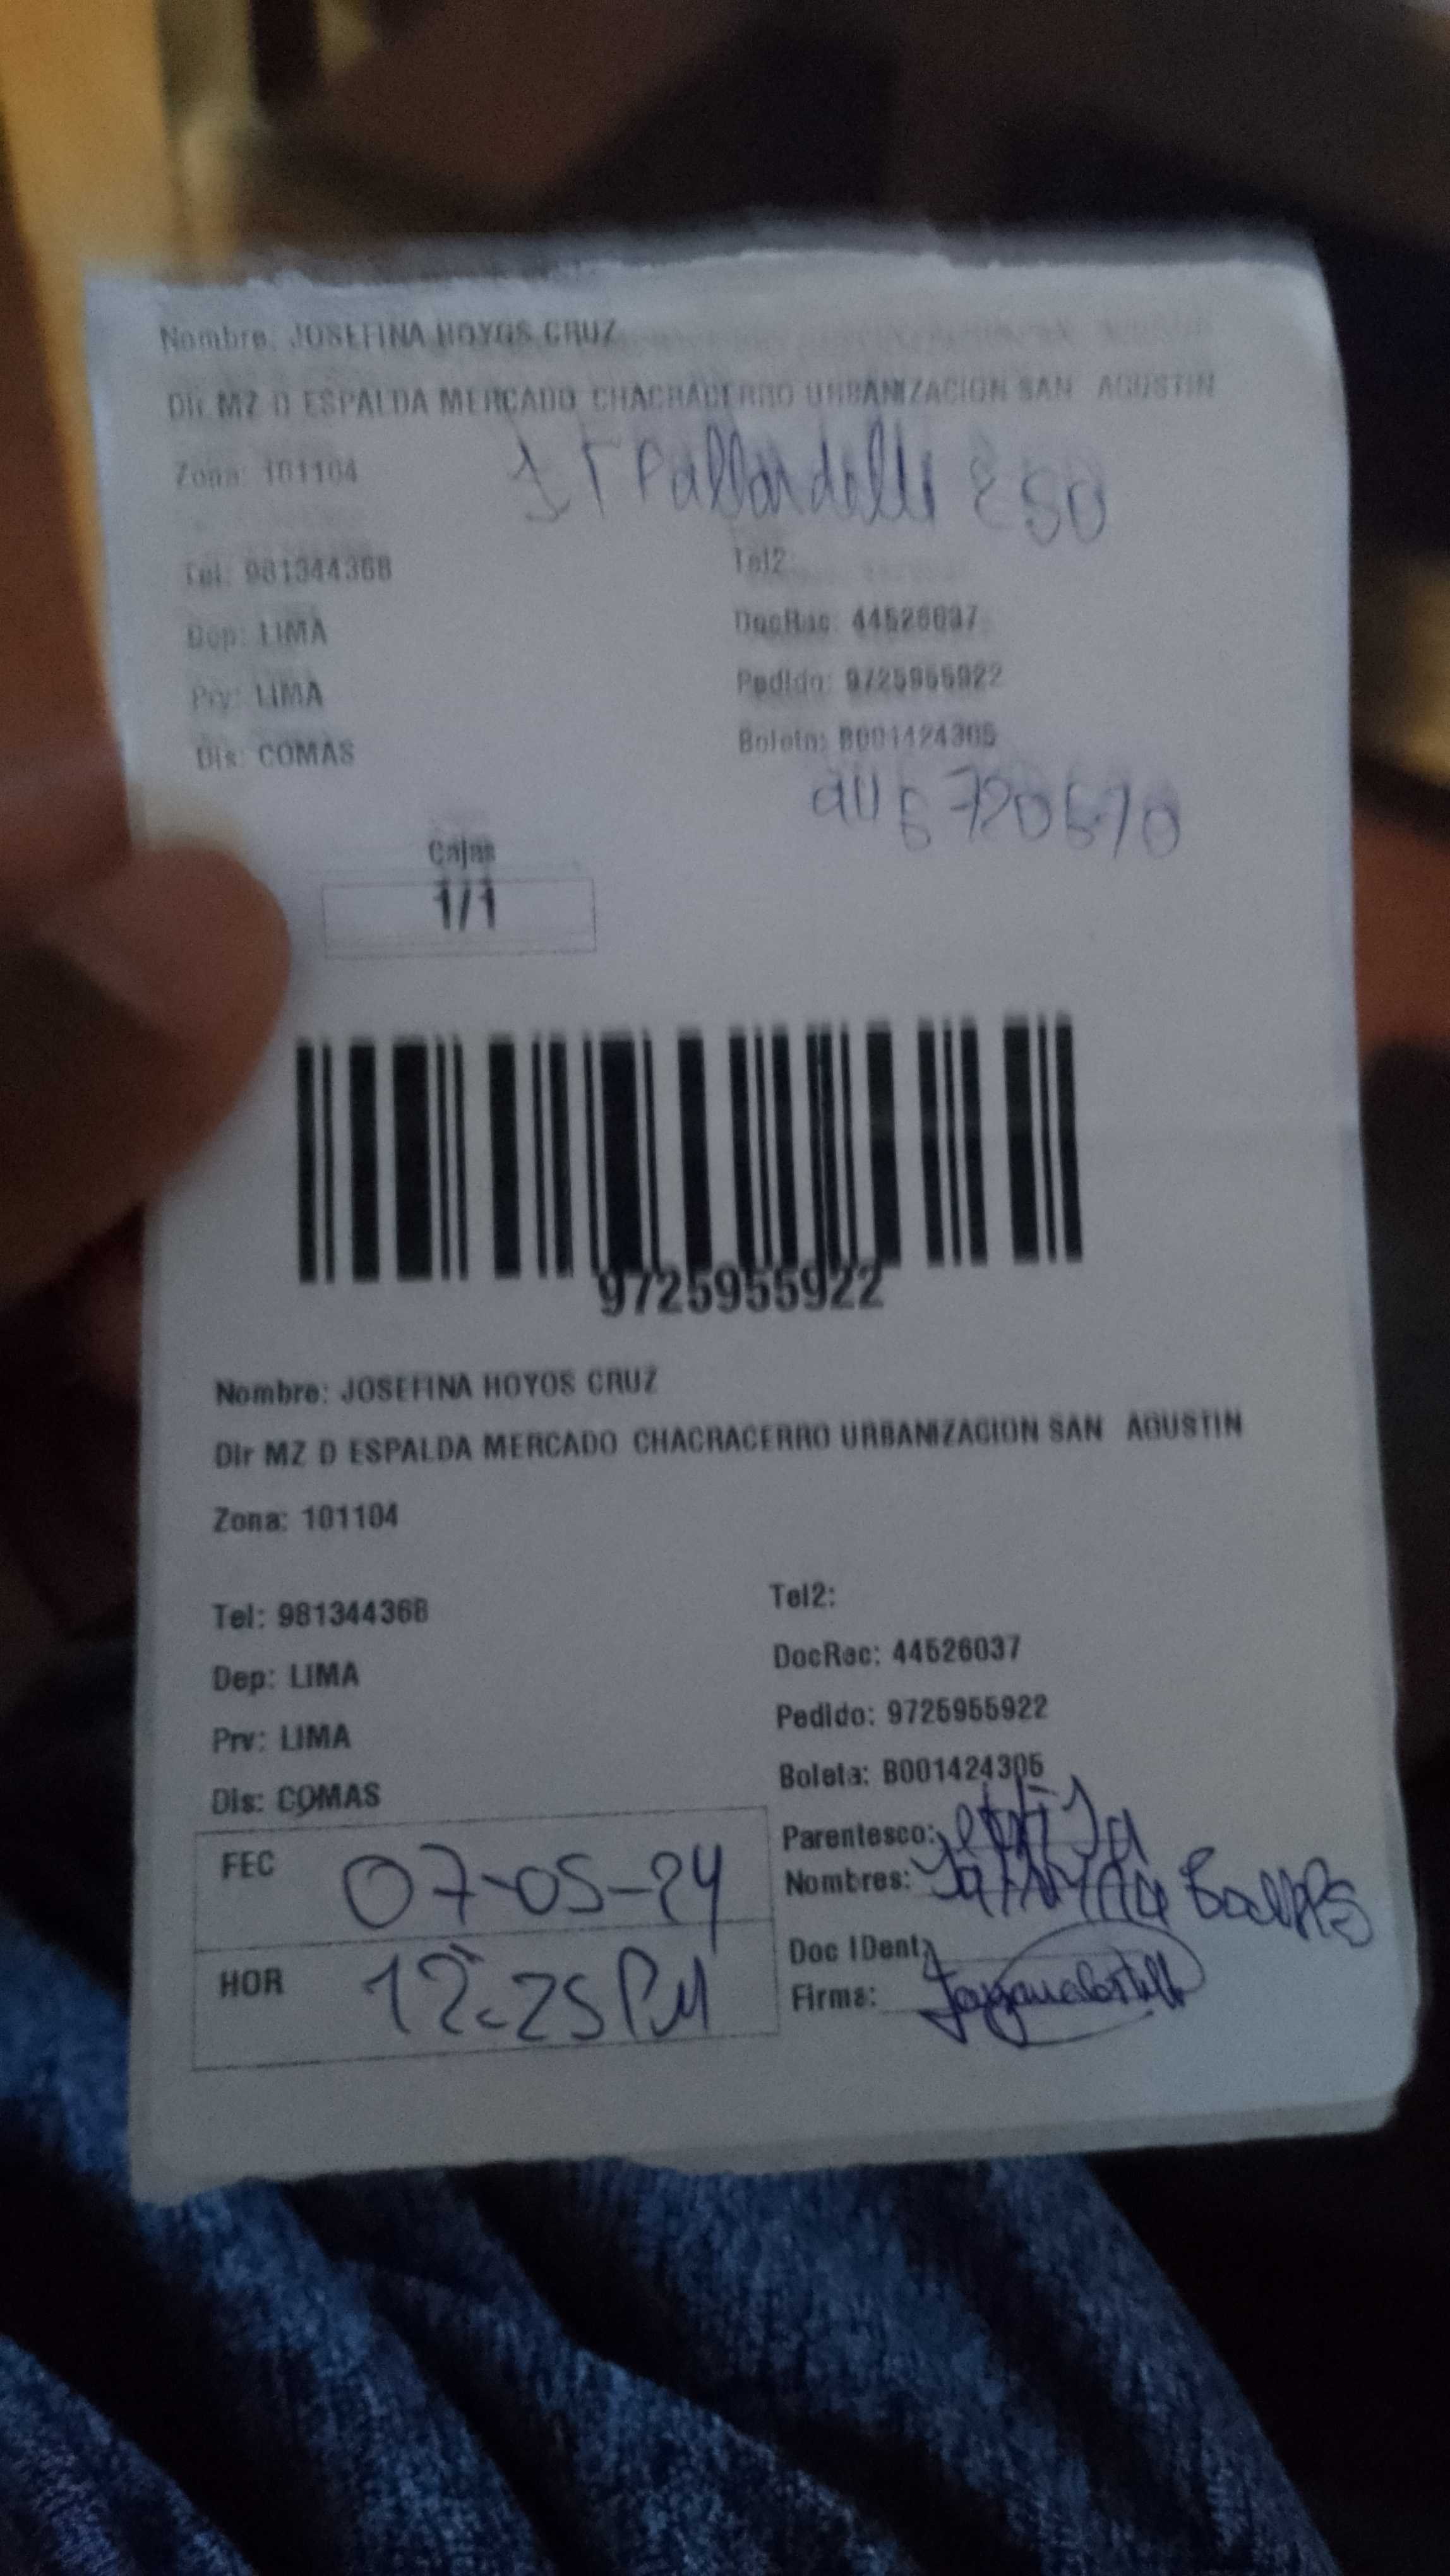 Nombre: JOSEFINA HOYOS CRUZ
Dir MZ D ESPALDA MERCADO CHACRACERRO URBANIZACION SAN AGUSTIN
Zona: 101104
Tel: 981344368 Tel2:
Dep: LIMA DocRec: 44526037
Prv: LIMA Pedido: 9725955922
Dis: COMAS Boleta: B001424305
Cajas
1/1
9725955922
Nombre: JOSEFINA HOYOS CRUZ
Dir MZ D ESPALDA MERCADO CHACRACERRO URBANIZACION SAN AGUSTIN
Zona: 101104
Tel: 981344368 Tel2:
Dep: LIMA DocRec: 44526037
Prv: LIMA Pedido: 9725955922
Dis: COMAS Boleta: B001424305
FEC 07-05-24
HOR 12:25 PM
Parentesco:
Nombres:
Doc IDent
Firma: